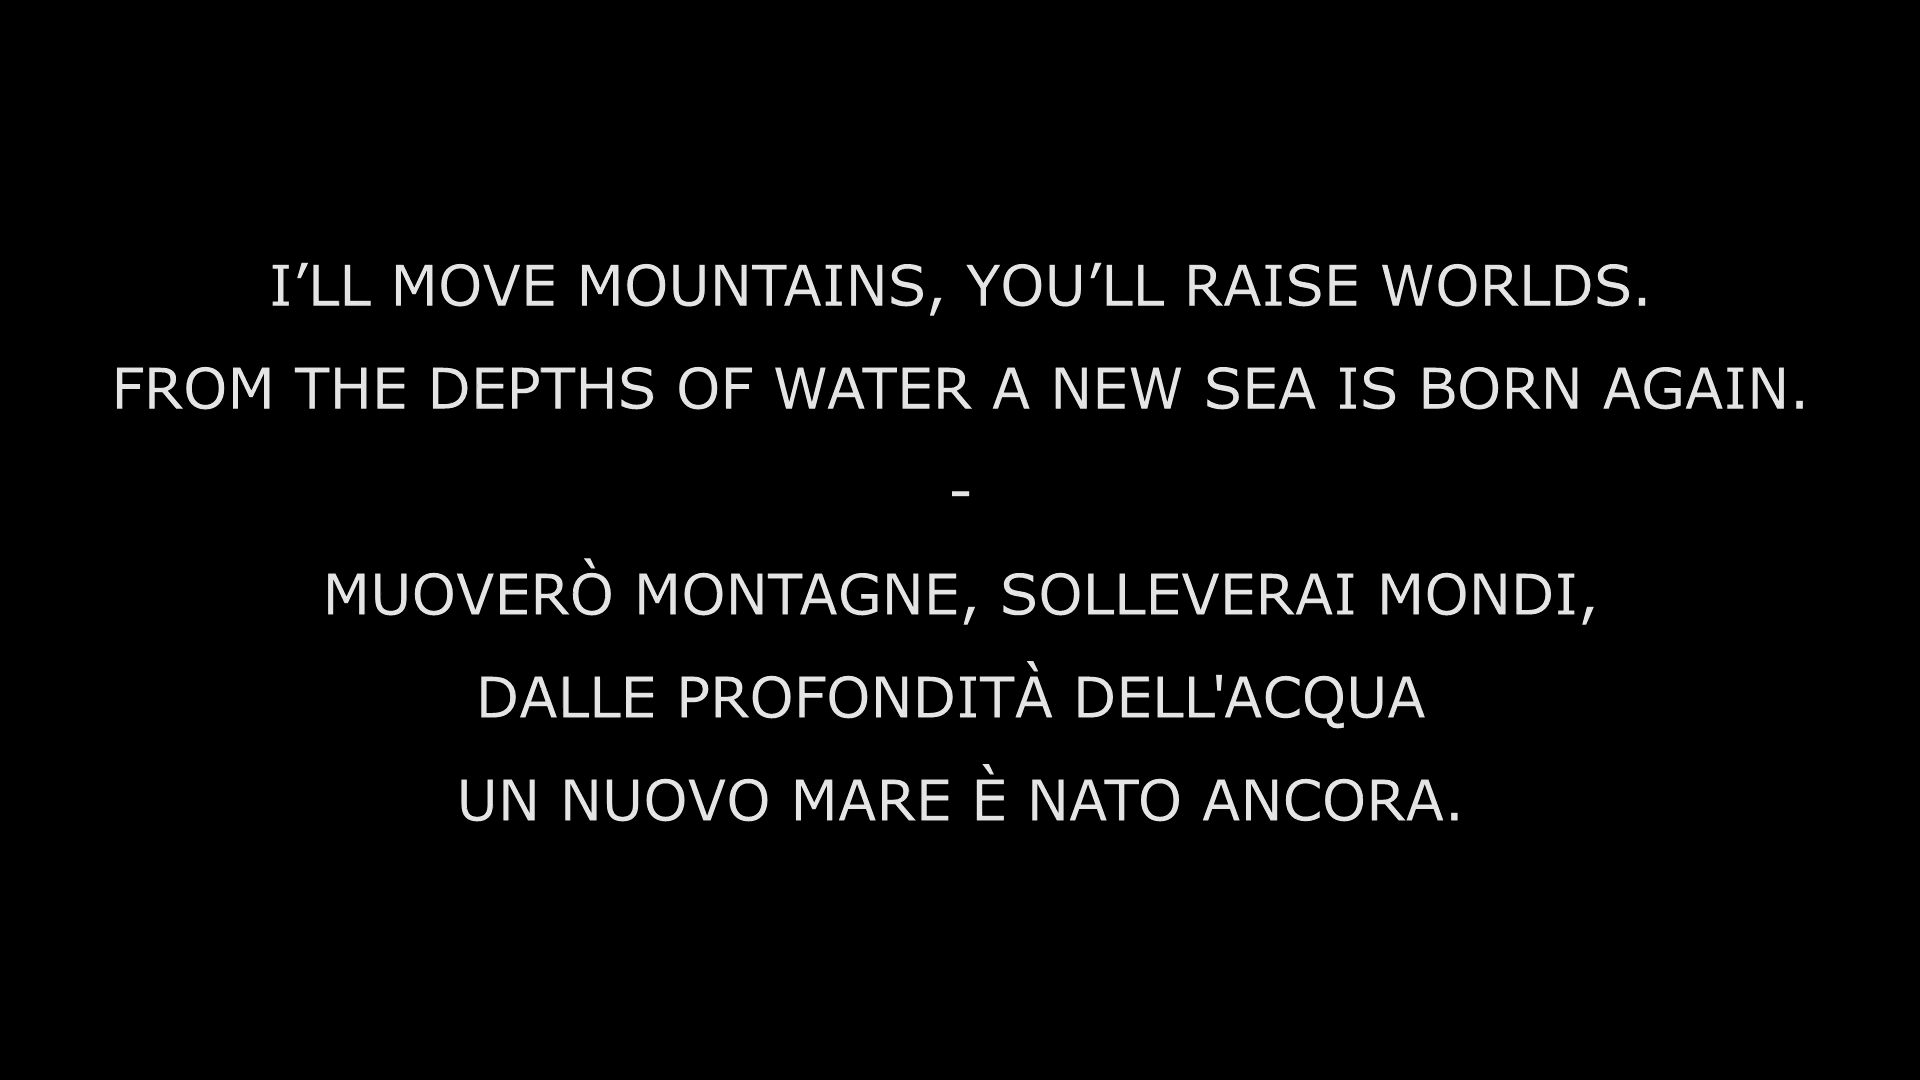 I’LL MOVE MOUNTAINS, YOU’LL RAISE WORLDS.
FROM THE DEPTHS OF WATER A NEW SEA IS BORN AGAIN.
-
MUOVERÒ MONTAGNE, SOLLEVERAI MONDI,
DALLE PROFONDITÀ DELL'ACQUA
UN NUOVO MARE È NATO ANCORA.